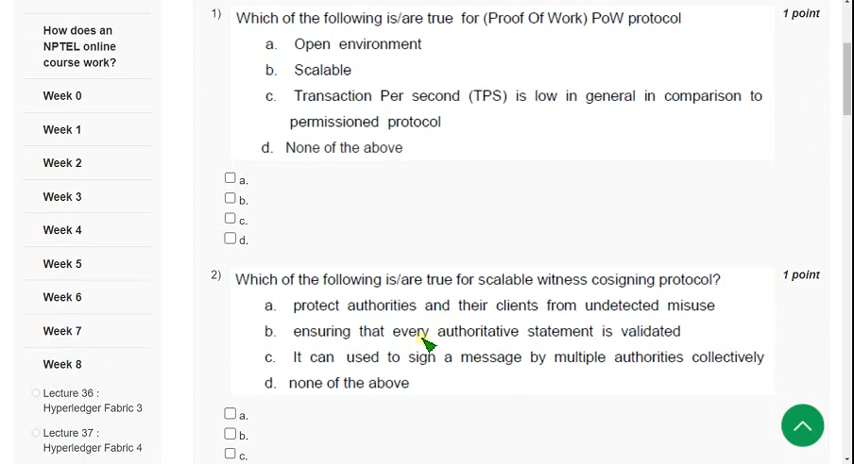 How does an
NPTEL online
course work?
Week 0
Week 1
Week 2
Week 3
Week 4
Week 5
Week 6
Week 7
Week 8
Lecture 36 :
Hyperledger Fabric 3
Lecture 37 :
Hyperledger Fabric 4
1) Which of the following is/are true for (Proof Of Work) PoW protocol 1 point
a. Open environment
b. Scalable
c. Transaction Per second (TPS) is low in general in comparison to
permissioned protocol
d. None of the above
a.
b.
c.
d.
2) Which of the following is/are true for scalable witness cosigning protocol? 1 point
a. protect authorities and their clients from undetected misuse
b. ensuring that every authoritative statement is validated
c. It can used to sign a message by multiple authorities collectively
d. none of the above
a.
b.
c.